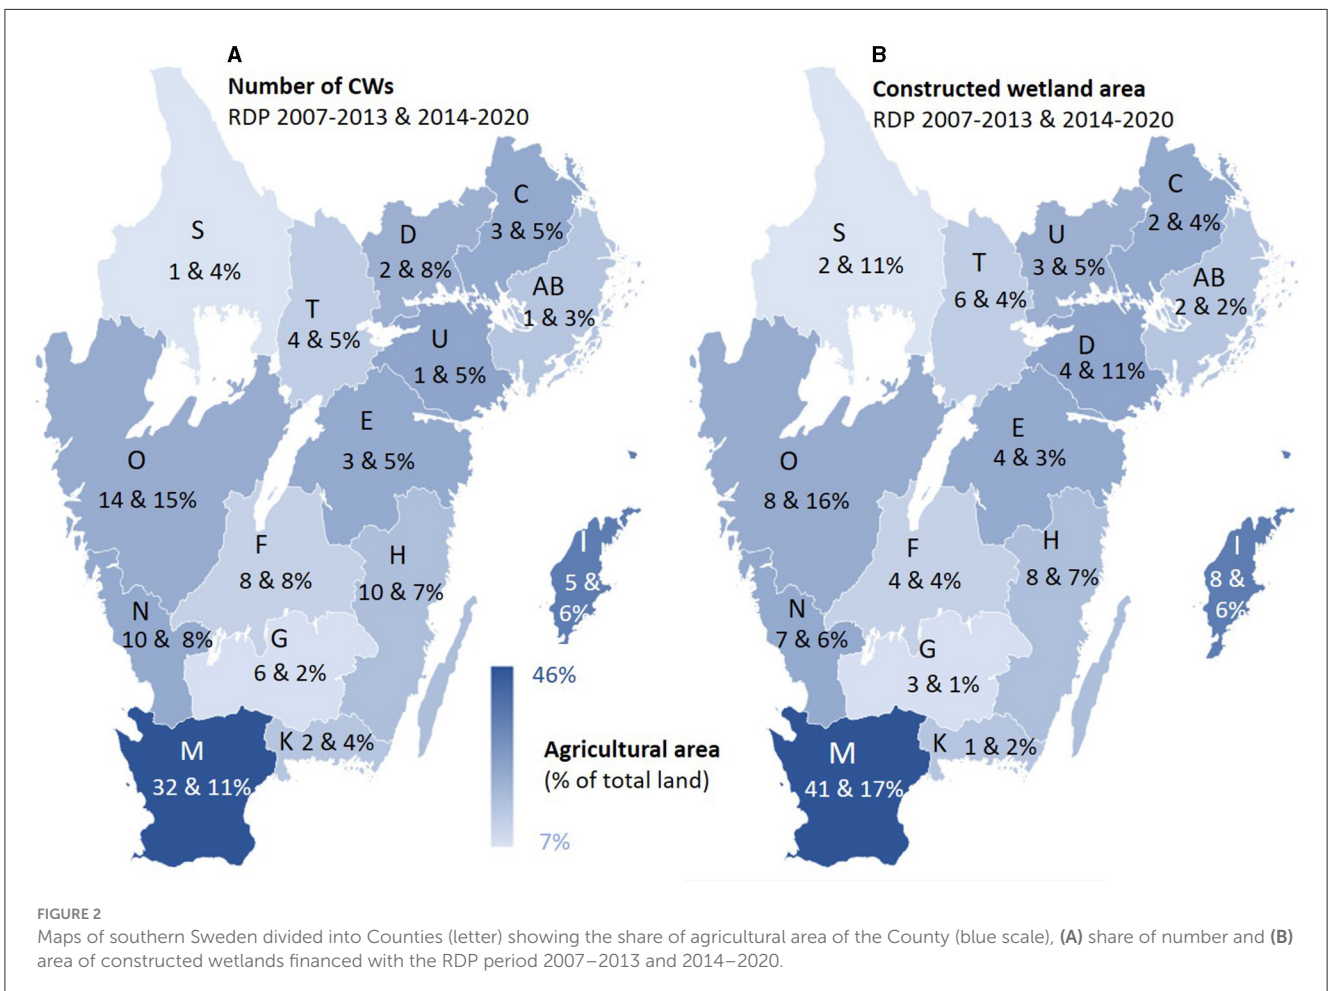 A
Number of CWs
RDP 2007-2013 & 2014-2020
S
1 & 4%
T
4 & 5%
D
2 & 8%
C
3 & 5%
AB
1 & 3%
U
1 & 5%
E
3 & 5%
O
14 & 15%
F
8 & 8%
H
10 & 7%
I
5 &
6%
N
10 & 8%
G
6 & 2%
K 2 & 4%
M
32 & 11%
46%
Agricultural area
(% of total land)
7%
B
Constructed wetland area
RDP 2007-2013 & 2014-2020
S
2 & 11%
T
6 & 4%
U
3 & 5%
C
2 & 4%
AB
2 & 2%
D
4 & 11%
E
4 & 3%
O
8 & 16%
F
4 & 4%
H
8 & 7%
I
8 &
6%
N
7 & 6%
G
3 & 1%
K 1 & 2%
M
41 & 17%
FIGURE 2
Maps of southern Sweden divided into Counties (letter) showing the share of agricultural area of the County (blue scale), (A) share of number and (B)
area of constructed wetlands financed with the RDP period 2007–2013 and 2014–2020.